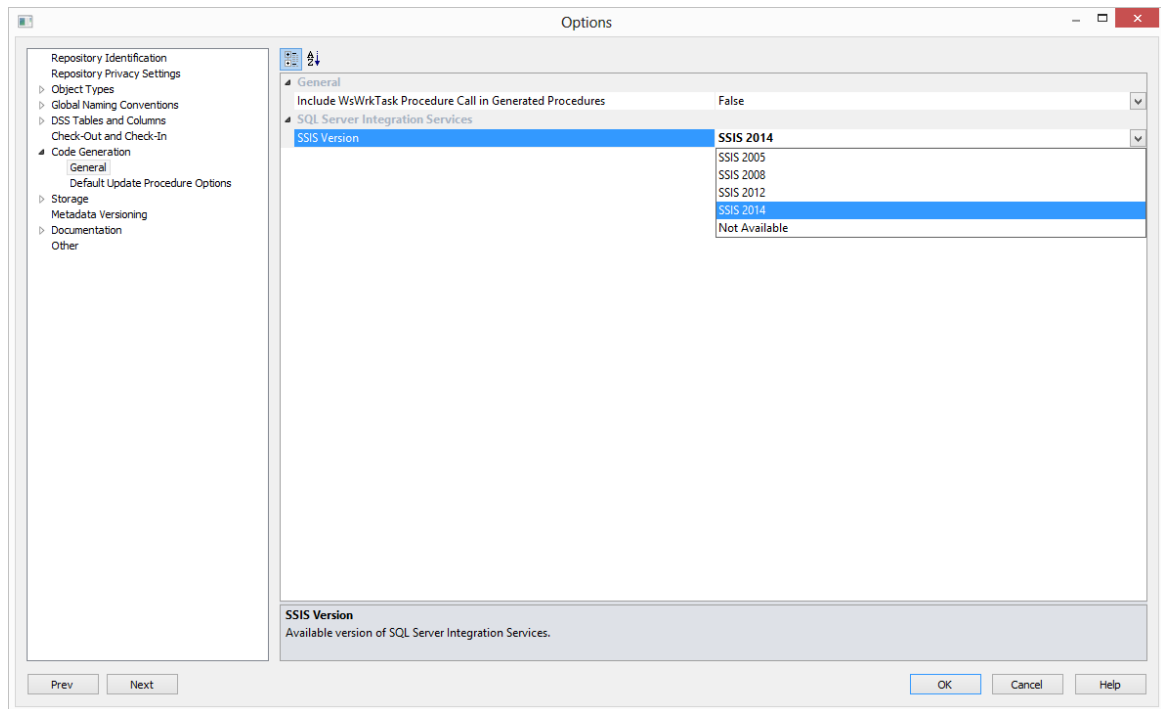 Options
Repository Identification
Repository Privacy Settings
Object Types
Global Naming Conventions
DSS Tables and Columns
Check-Out and Check-In
Code Generation
General
Default Update Procedure Options
Storage
Metadata Versioning
Documentation
Other
General
Include WsWrkTask Procedure Call in Generated Procedures False
SQL Server Integration Services
SSIS Version SSIS 2014
SSIS 2005
SSIS 2008
SSIS 2012
SSIS 2014
Not Available
SSIS Version
Available version of SQL Server Integration Services.
Prev Next OK Cancel Help